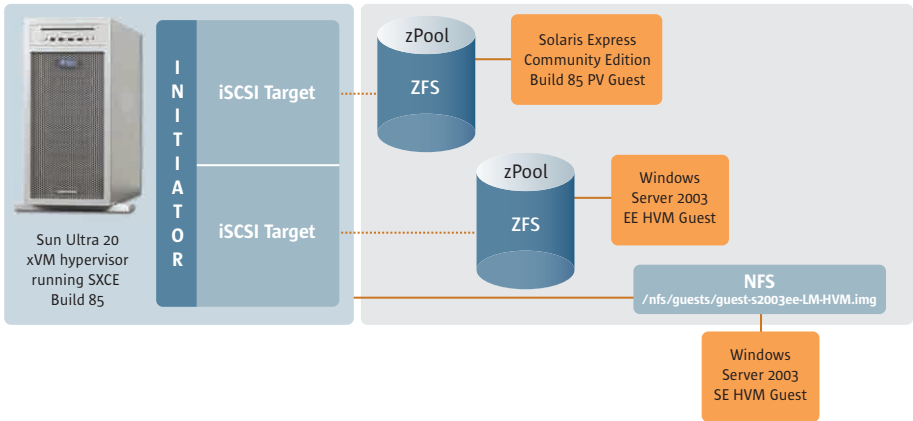 I
N
I
T
I
A
T
O
R
iSCSI Target
iSCSI Target
Sun Ultra 20
xVM hypervisor
running SXCE
Build 85
zPool
ZFS
Solaris Express
Community Edition
Build 85 PV Guest
zPool
ZFS
Windows
Server 2003
EE HVM Guest
NFS
/nfs/guests/guest-s2003ee-LM-HVM.img
Windows
Server 2003
SE HVM Guest